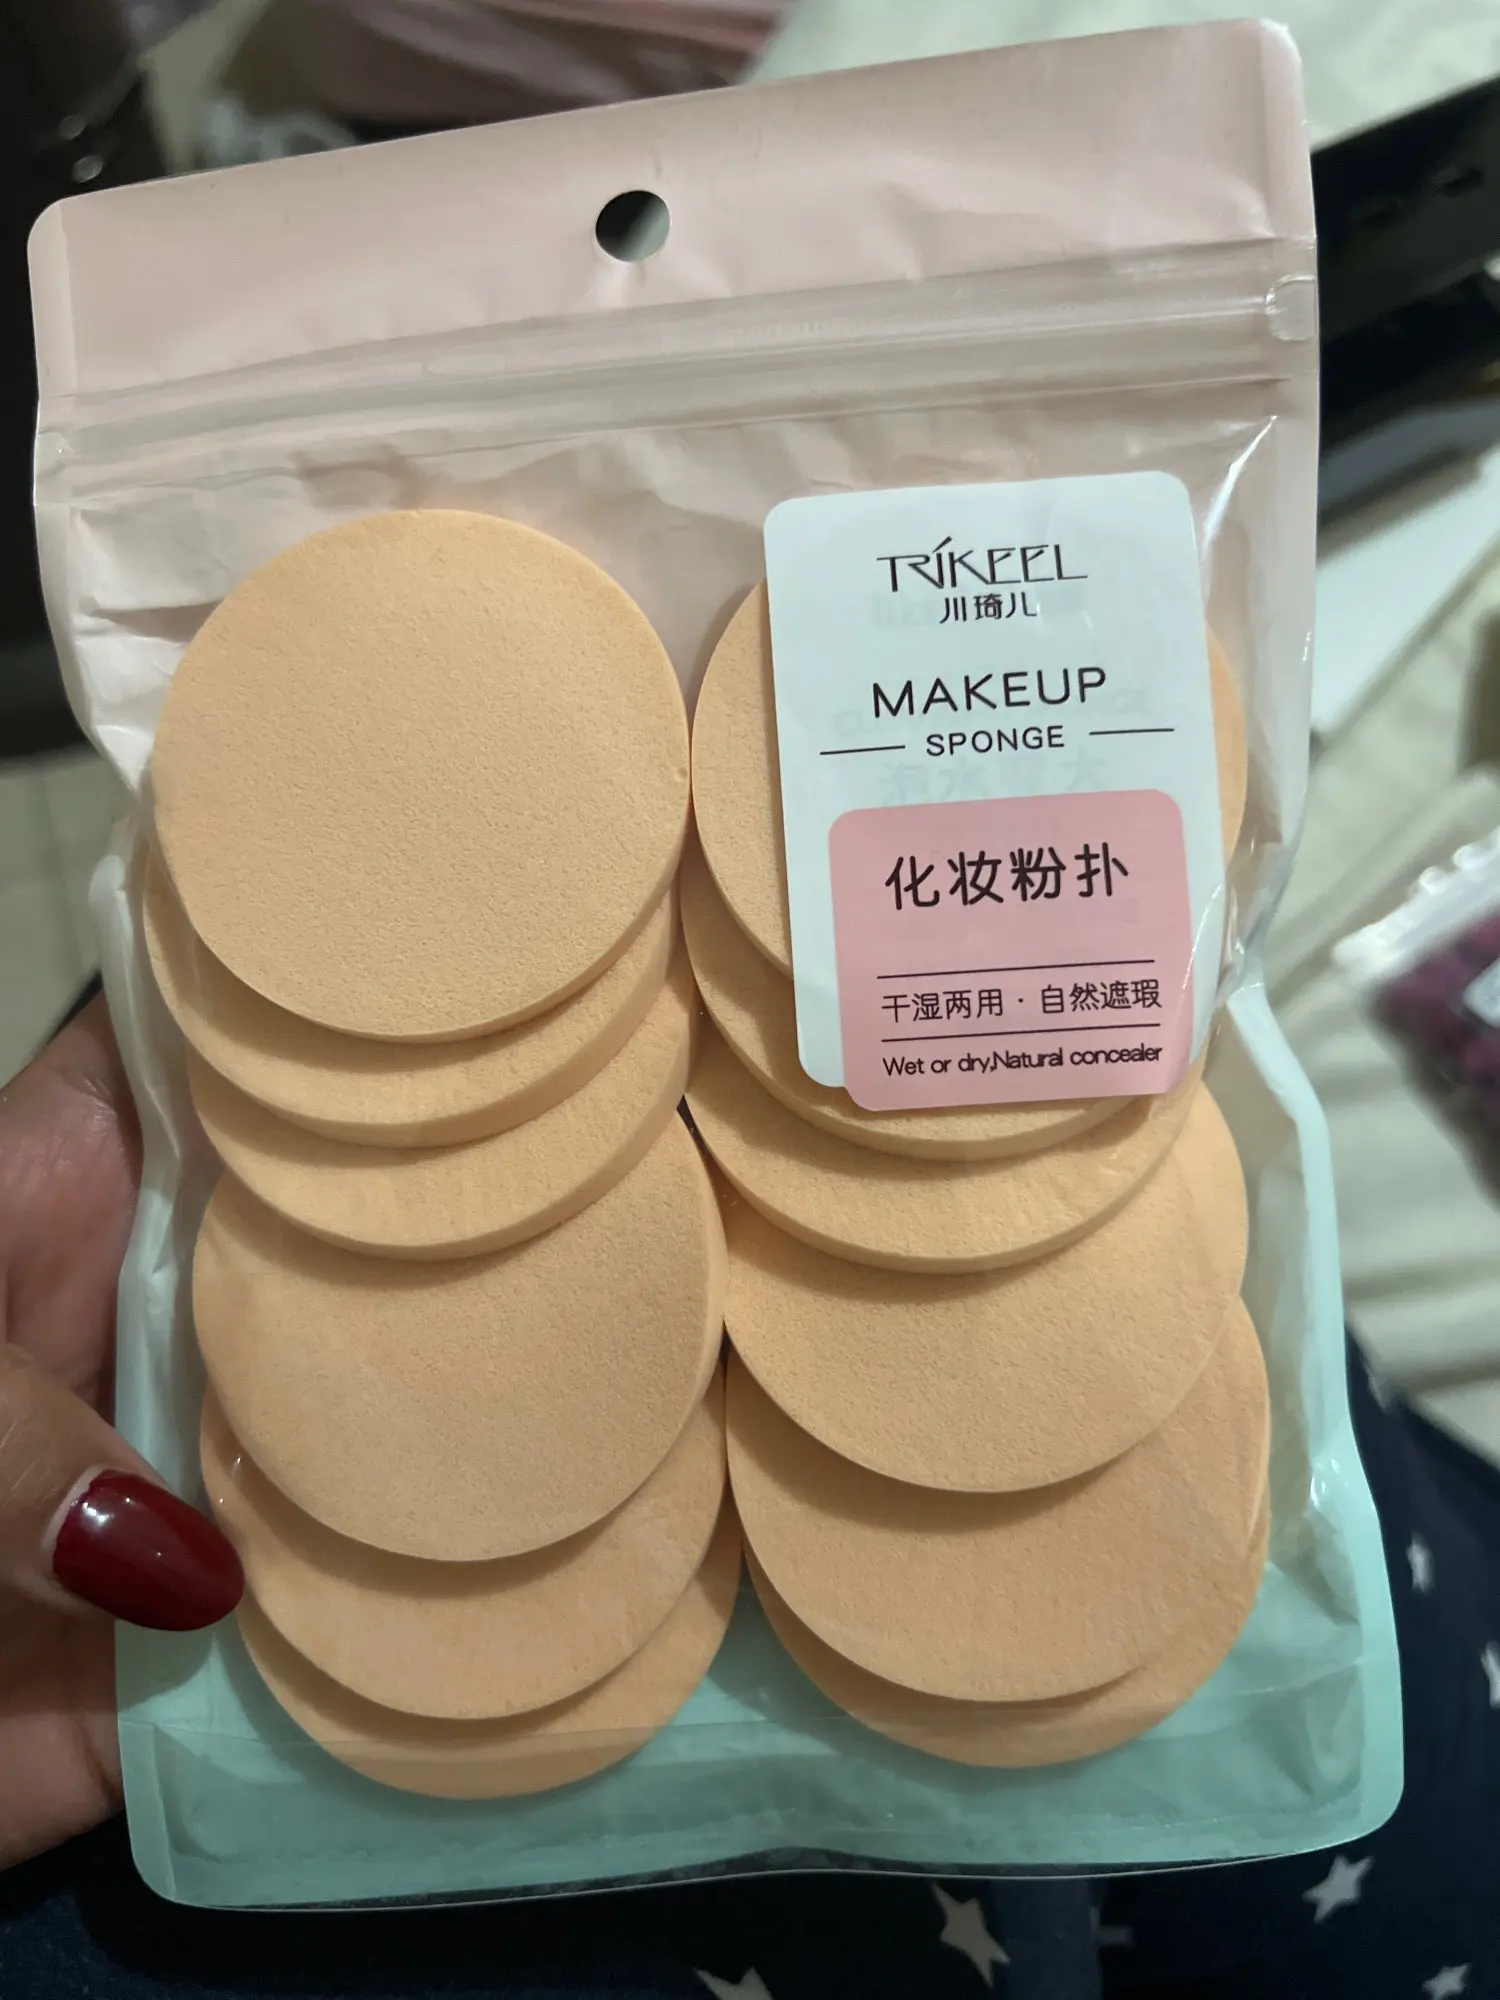 TRÍKEEL
川琦儿
MAKEUP
SPONGE
化妆粉扑
干湿两用·自然遮瑕
Wet or dry,Natural concealer